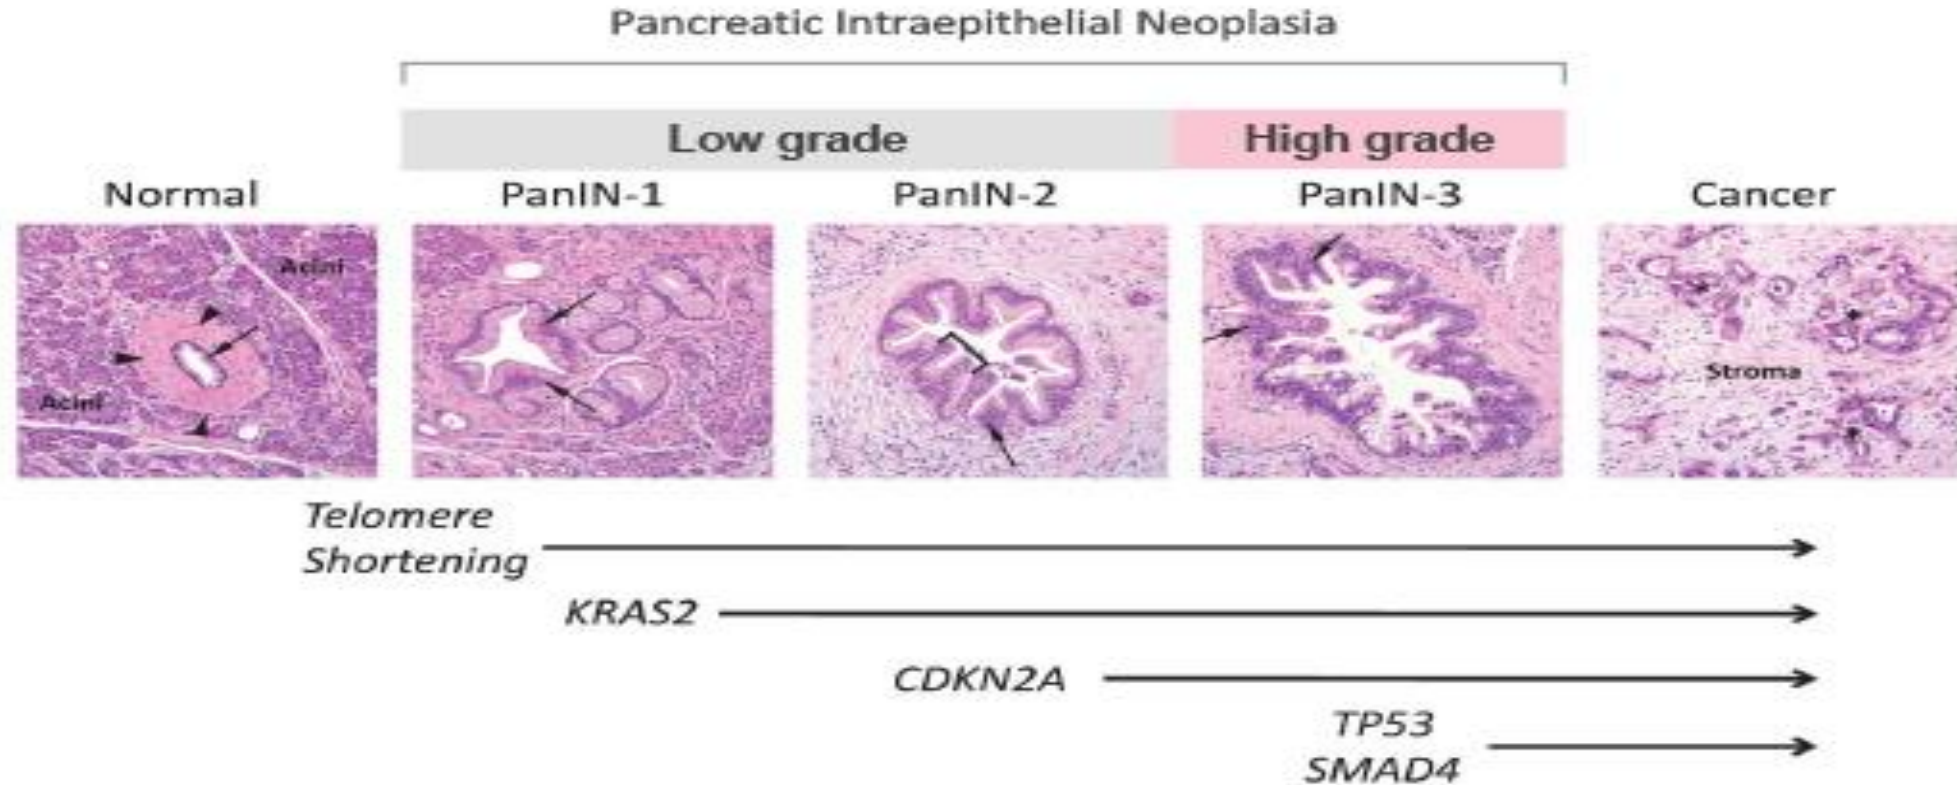 Pancreatic Intraepithelial Neoplasia
Low grade
High grade
Normal
PanIN-1
PanIN-2
PanIN-3
Cancer
Acini
Acini
Stroma
Telomere
Shortening
KRAS2
CDKN2A
TP53
SMAD4